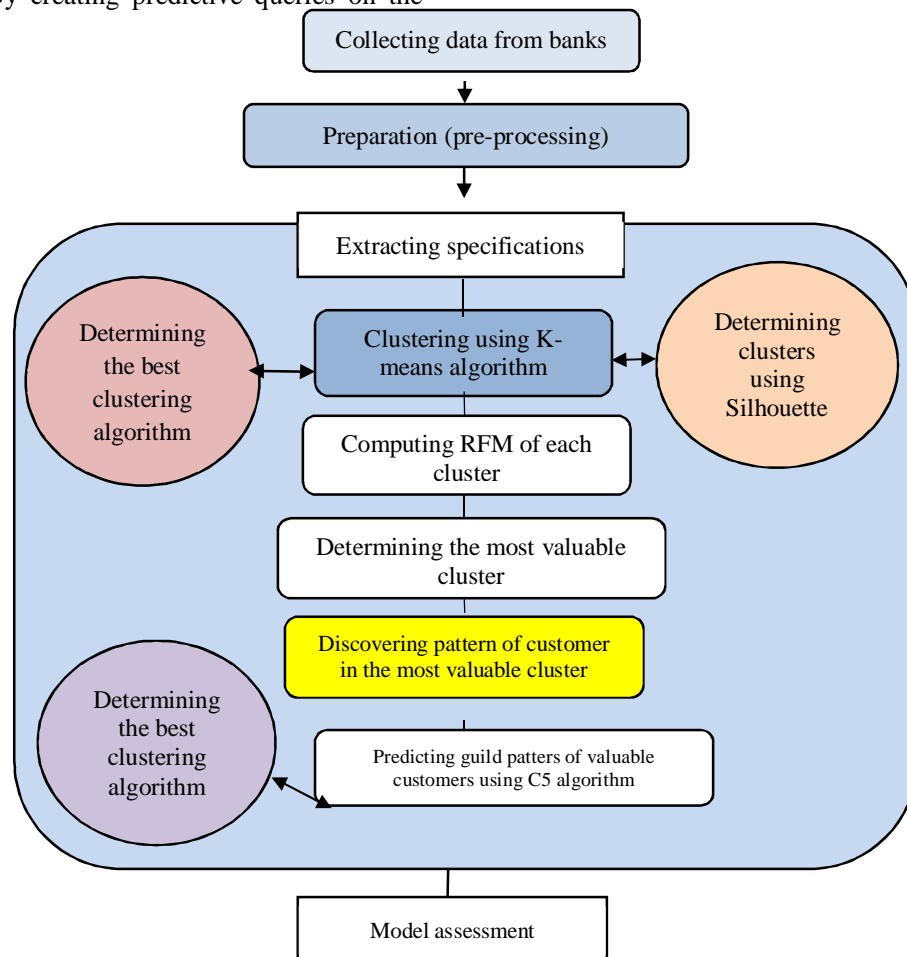 by creating predictive queries on the
Collecting data from banks
Preparation (pre-processing)
Extracting specifications
Determining
the best
clustering
algorithm
Clustering using K-
means algorithm
Determining
clusters
using
Silhouette
Computing RFM of each
cluster
Determining the most valuable
cluster
Discovering pattern of customer
in the most valuable cluster
Determining
the best
clustering
algorithm
Predicting guild patters of valuable
customers using C5 algorithm
Model assessment